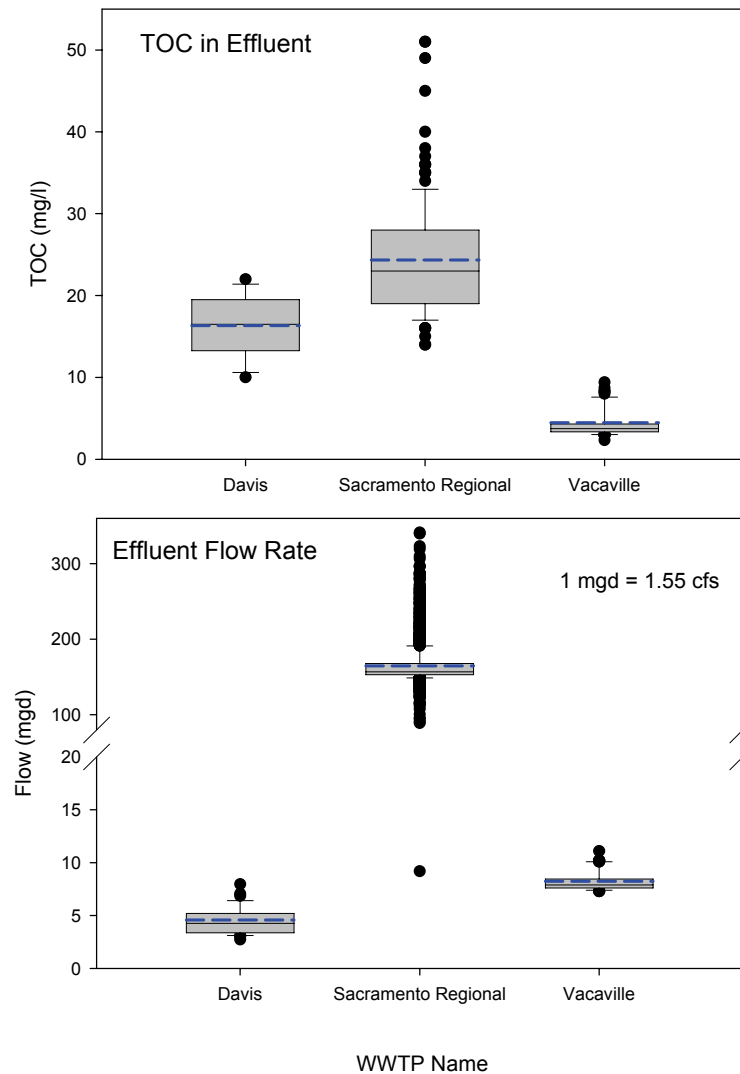 TOC in Effluent
TOC (mg/l)
50
40
30
20
10
0
Davis
Sacramento Regional
Vacaville
Effluent Flow Rate
1 mgd = 1.55 cfs
Flow (mgd)
300
200
100
20
15
10
5
0
Davis
Sacramento Regional
Vacaville
WWTP Name